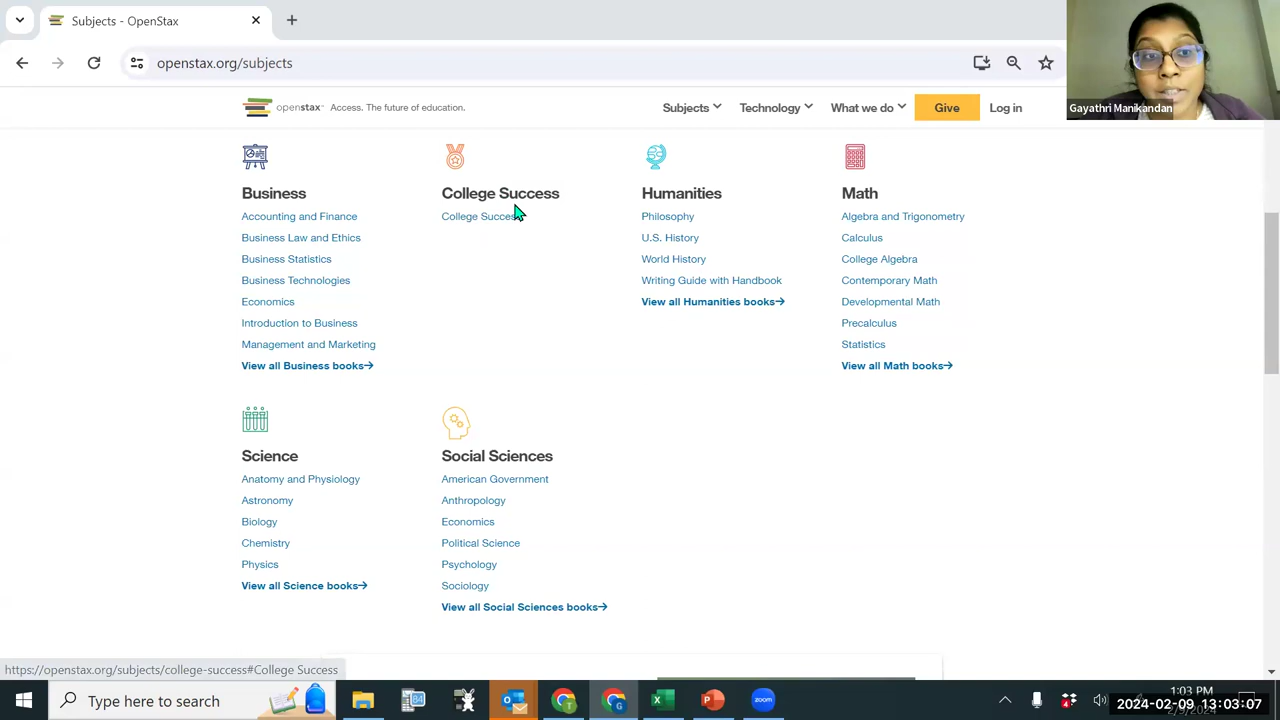 Subjects - OpenStax
openstax.org/subjects
openstax™ Access. The future of education.
Subjects
Technology
What we do
Give
Log in
Gayathri Manikandan
Business
Accounting and Finance
Business Law and Ethics
Business Statistics
Business Technologies
Economics
Introduction to Business
Management and Marketing
View all Business books→
College Success
College Success
Humanities
Philosophy
U.S. History
World History
Writing Guide with Handbook
View all Humanities books→
Math
Algebra and Trigonometry
Calculus
College Algebra
Contemporary Math
Developmental Math
Precalculus
Statistics
View all Math books→
Science
Anatomy and Physiology
Astronomy
Biology
Chemistry
Physics
View all Science books→
Social Sciences
American Government
Anthropology
Economics
Political Science
Psychology
Sociology
View all Social Sciences books→
https://openstax.org/subjects/college-success#College Success
Type here to search
zoom
1:03 PM
2024-02-09 13:03:07